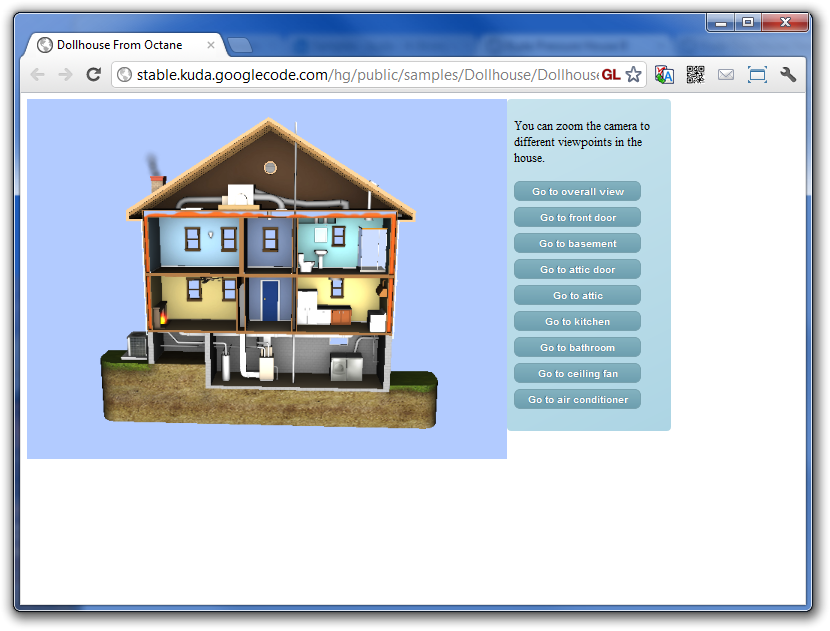 Dollhouse From Octane
stable.kuda.googlecode.com/hg/public/samples/Dollhouse/Dollhouse
GL
You can zoom the camera to
different viewpoints in the
house.
Go to overall view
Go to front door
Go to basement
Go to attic door
Go to attic
Go to kitchen
Go to bathroom
Go to ceiling fan
Go to air conditioner